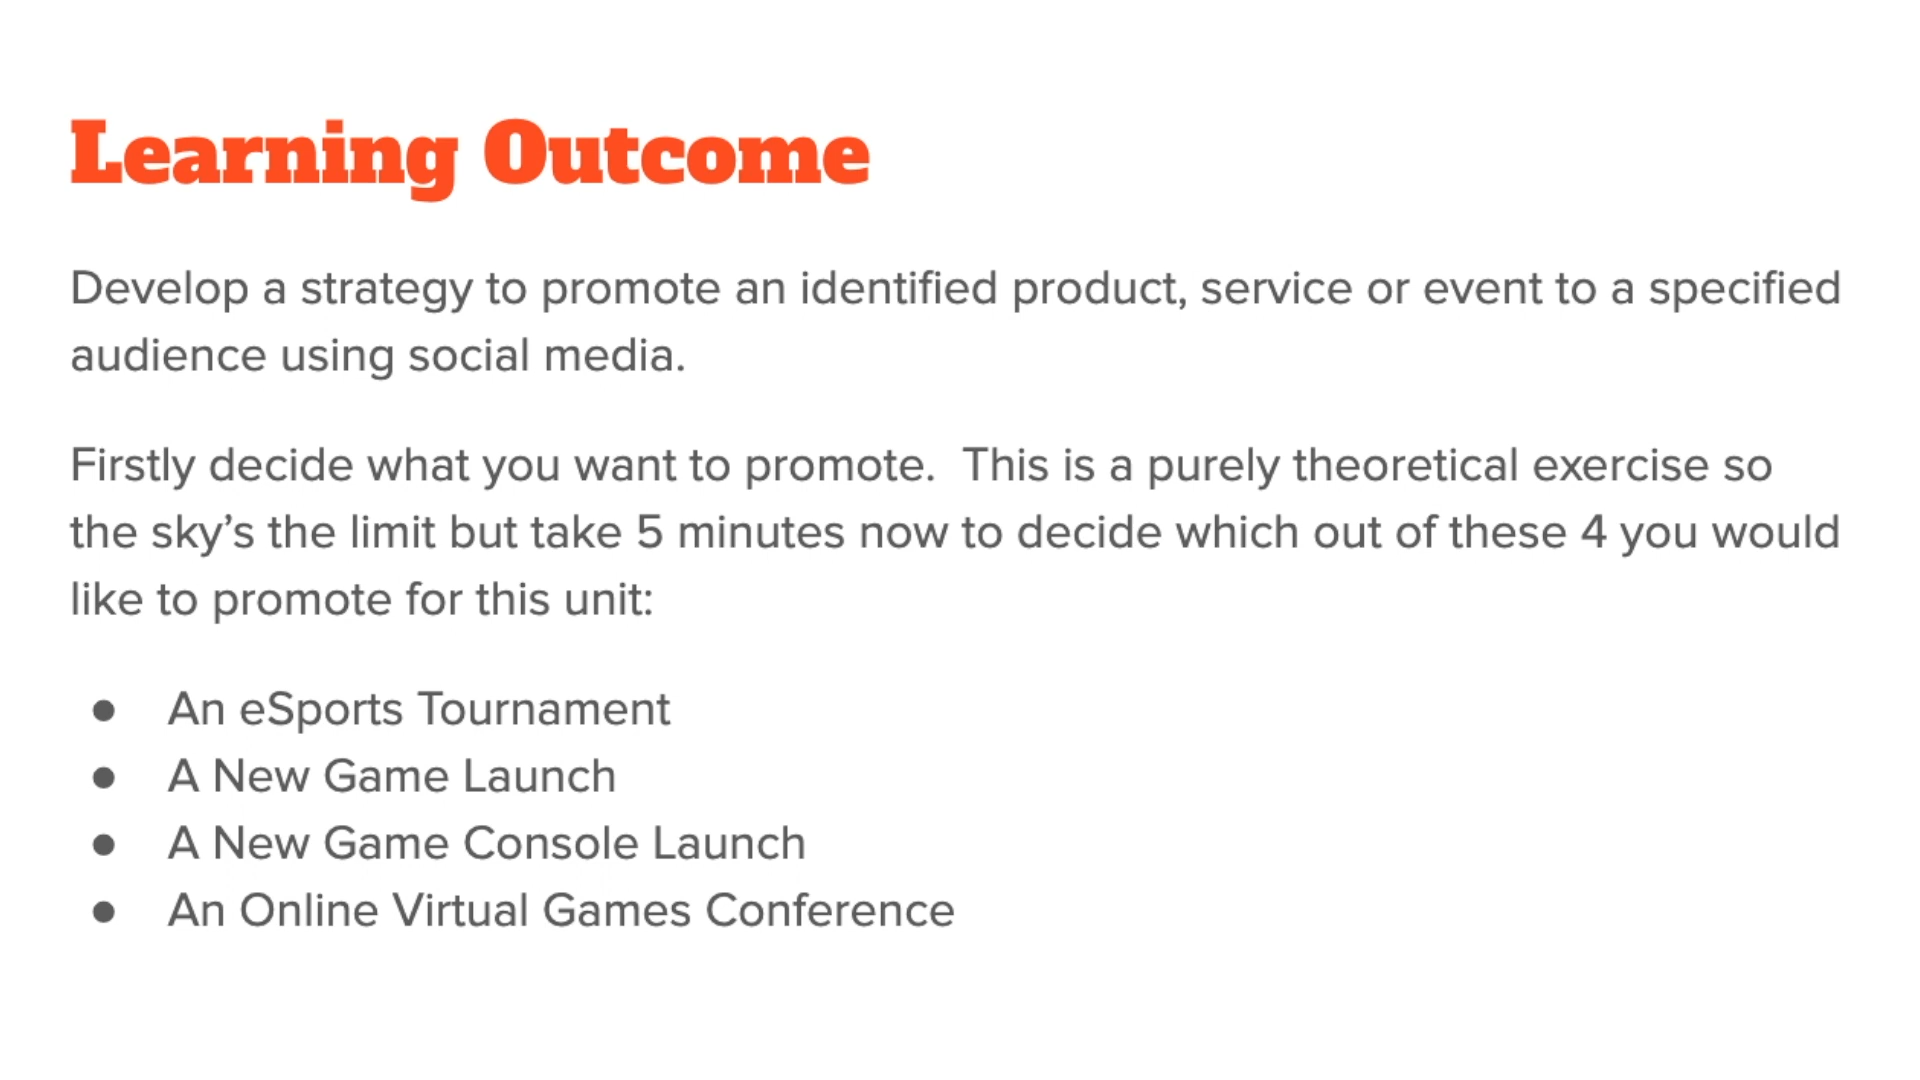 Learning Outcome
Develop a strategy to promote an identified product, service or event to a specified
audience using social media.
Firstly decide what you want to promote.  This is a purely theoretical exercise so
the sky’s the limit but take 5 minutes now to decide which out of these 4 you would
like to promote for this unit:
● An eSports Tournament
● A New Game Launch
● A New Game Console Launch
● An Online Virtual Games Conference